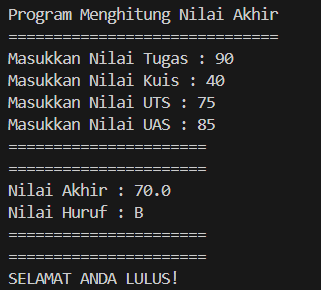 Program Menghitung Nilai Akhir
==============================
Masukkan Nilai Tugas : 90
Masukkan Nilai Kuis : 40
Masukkan Nilai UTS : 75
Masukkan Nilai UAS : 85
======================
======================
Nilai Akhir : 70.0
Nilai Huruf : B
======================
======================
SELAMAT ANDA LULUS!